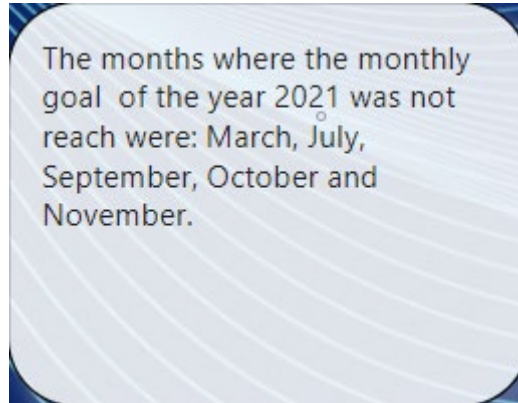 The months where the monthly
goal  of the year 2021 was not
reach were: March, July,
September, October and
November.